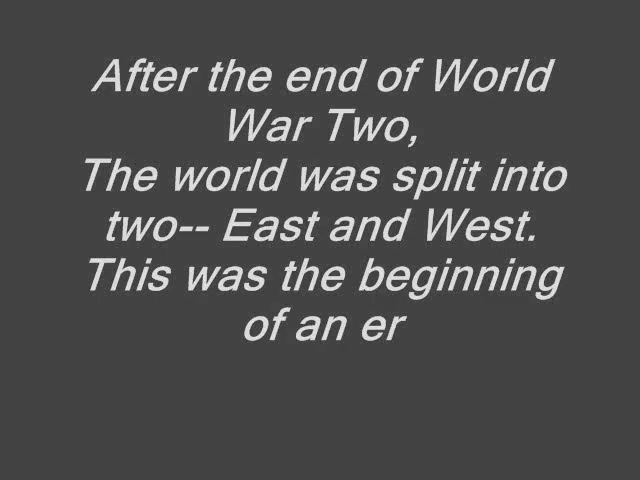 After the end of World
War Two,
The world was split into
two-- East and West.
This was the beginning
of an er